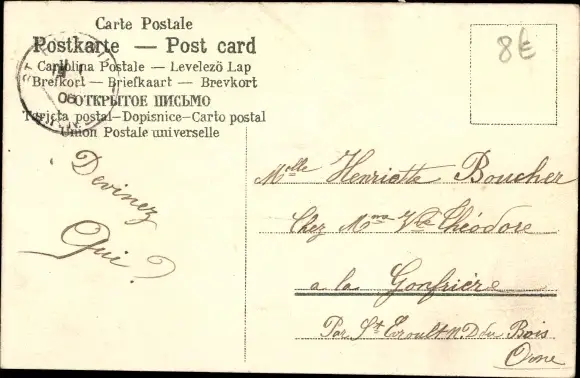 Carte Postale
Postkarte — Post card
Cartolina Postale — Levelezö Lap
Brefkort — Briefkaart — Brevkort
ОТКРЫТОЕ ПИСЬМО
Tarjeta postal—Dopisnice—Carto postal
Union Postale universelle
06
8€
Devinez
Qui?
Melle Henriette Boucher
Chez Mme Vve Théodore
a la Gonfrière
Par St Evroult N. D. du Bois
Orne